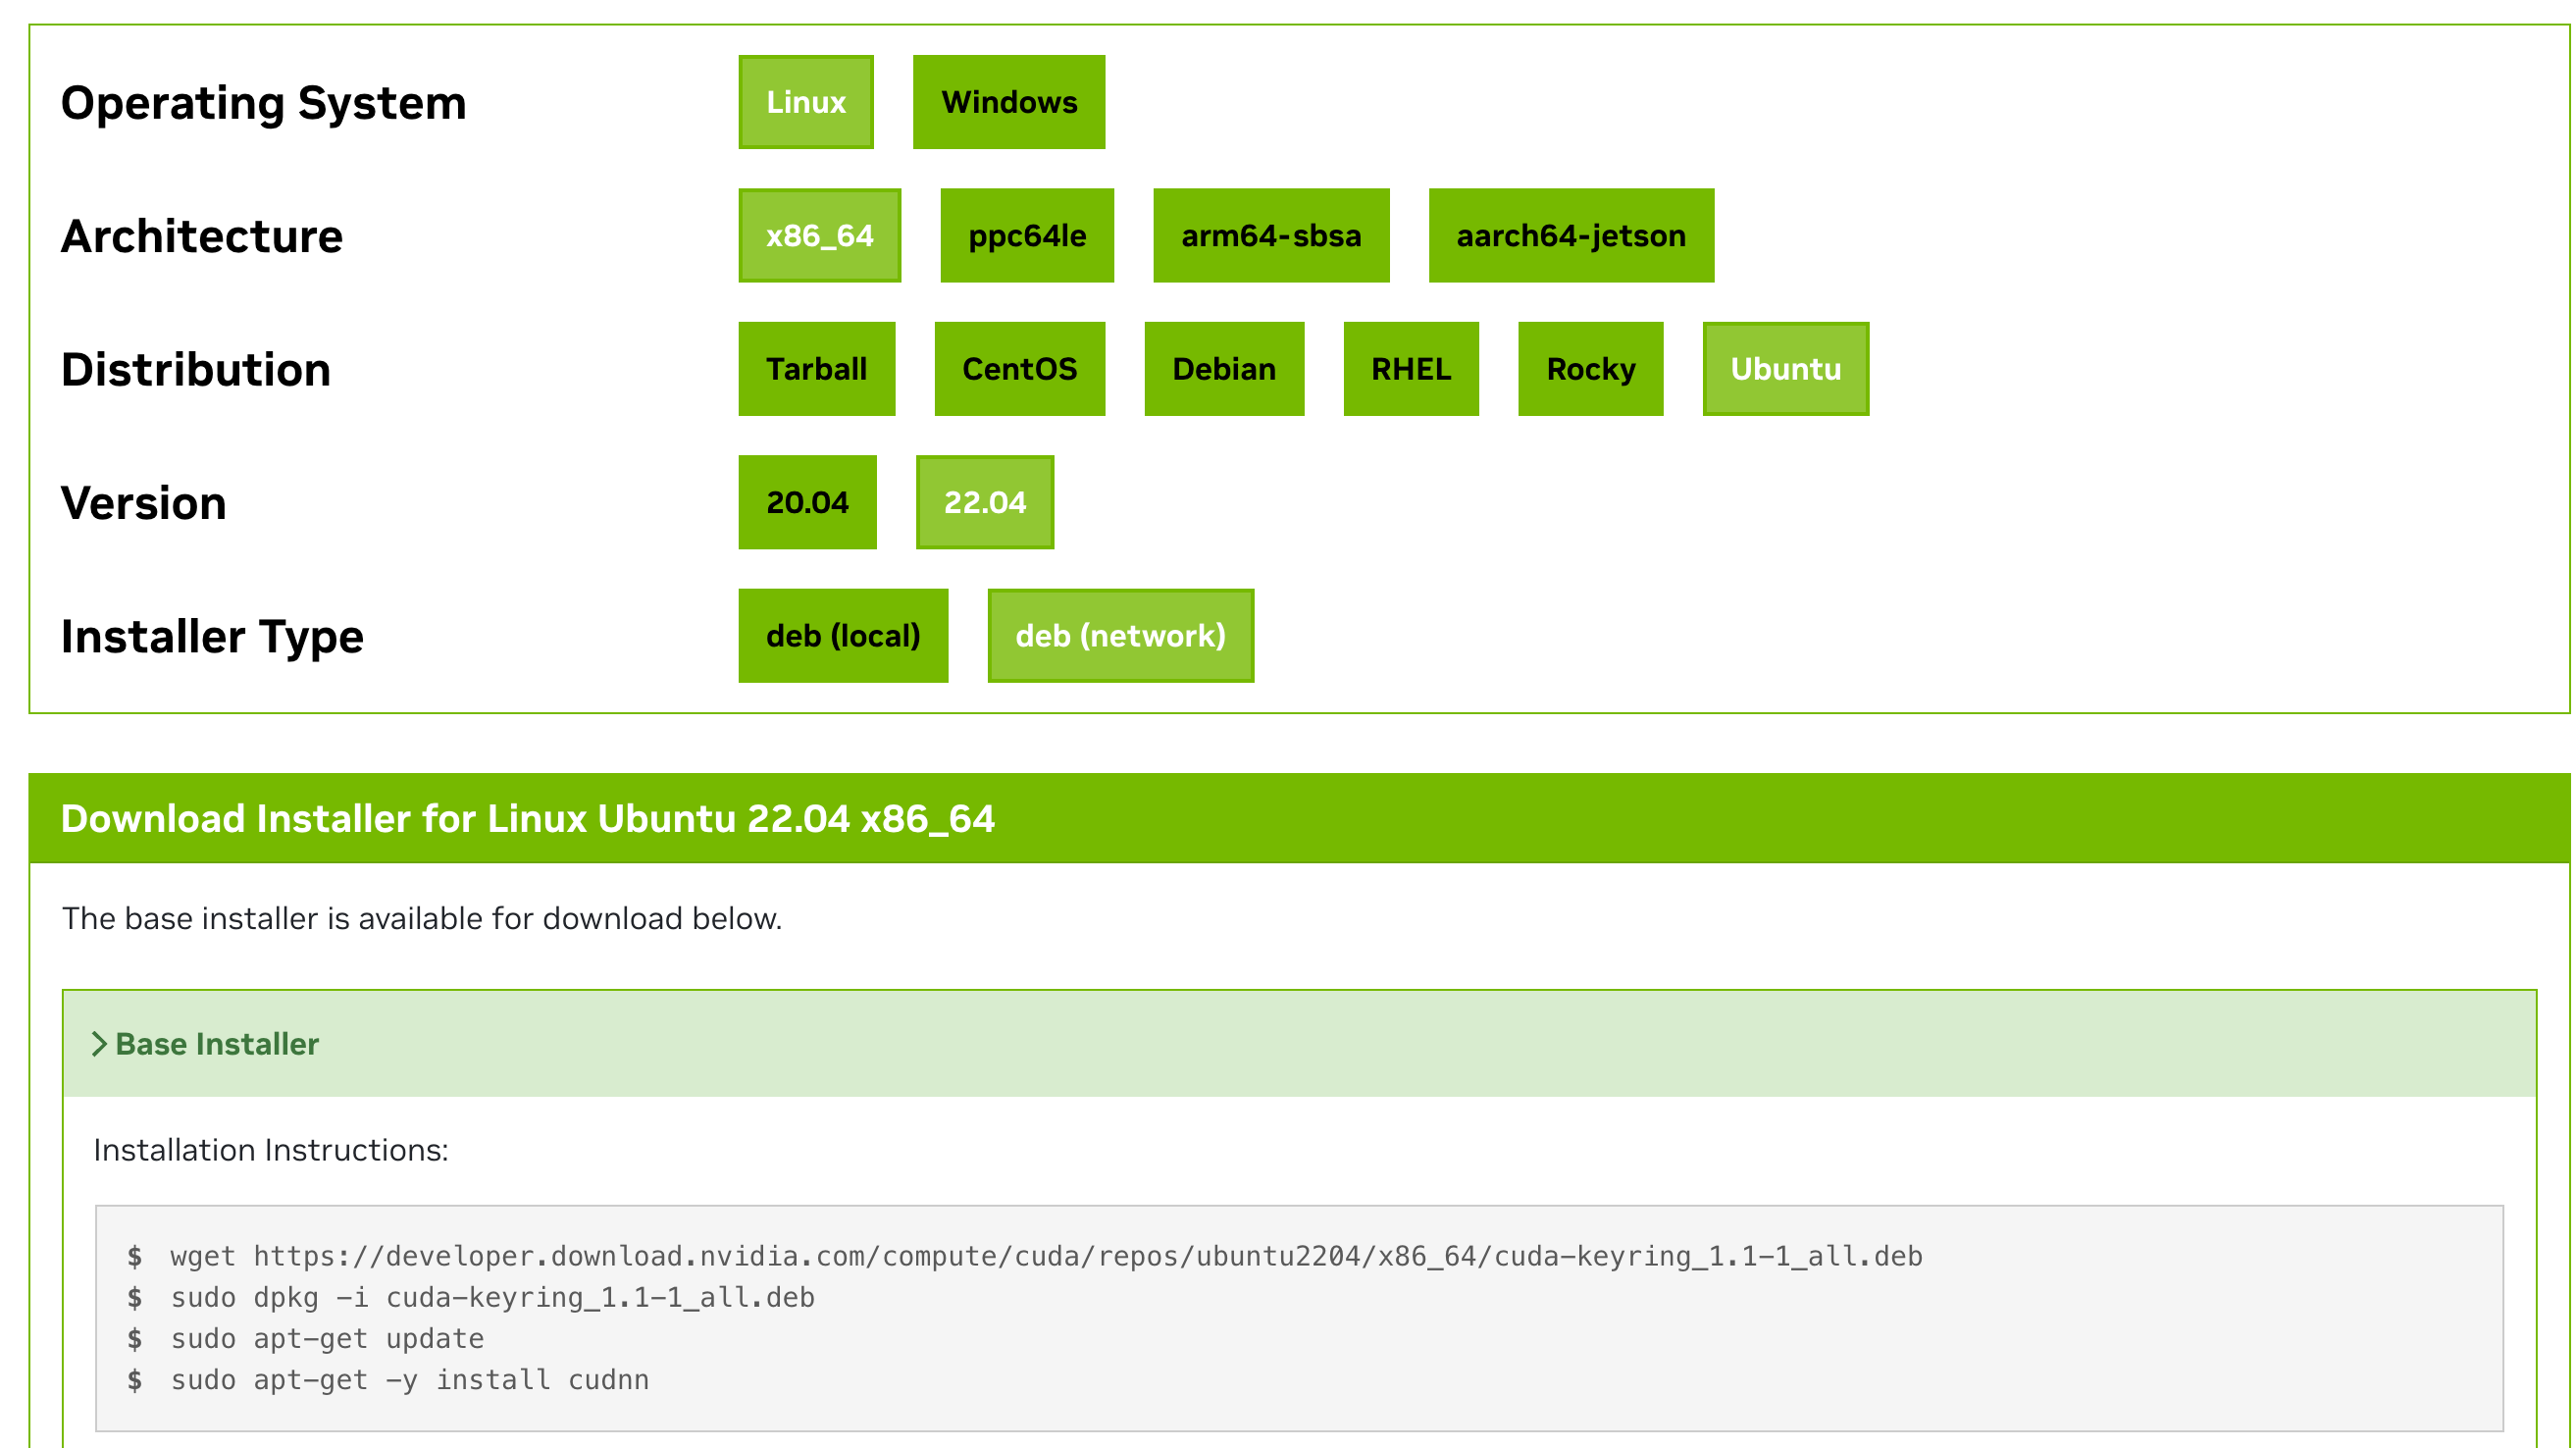 Operating System Linux Windows
Architecture x86_64 ppc64le arm64-sbsa aarch64-jetson
Distribution Tarball CentOS Debian RHEL Rocky Ubuntu
Version 20.04 22.04
Installer Type deb (local) deb (network)
Download Installer for Linux Ubuntu 22.04 x86_64
The base installer is available for download below.
Base Installer
Installation Instructions:
$ wget https://developer.download.nvidia.com/compute/cuda/repos/ubuntu2204/x86_64/cuda-keyring_1.1-1_all.deb
$ sudo dpkg -i cuda-keyring_1.1-1_all.deb
$ sudo apt-get update
$ sudo apt-get -y install cudnn